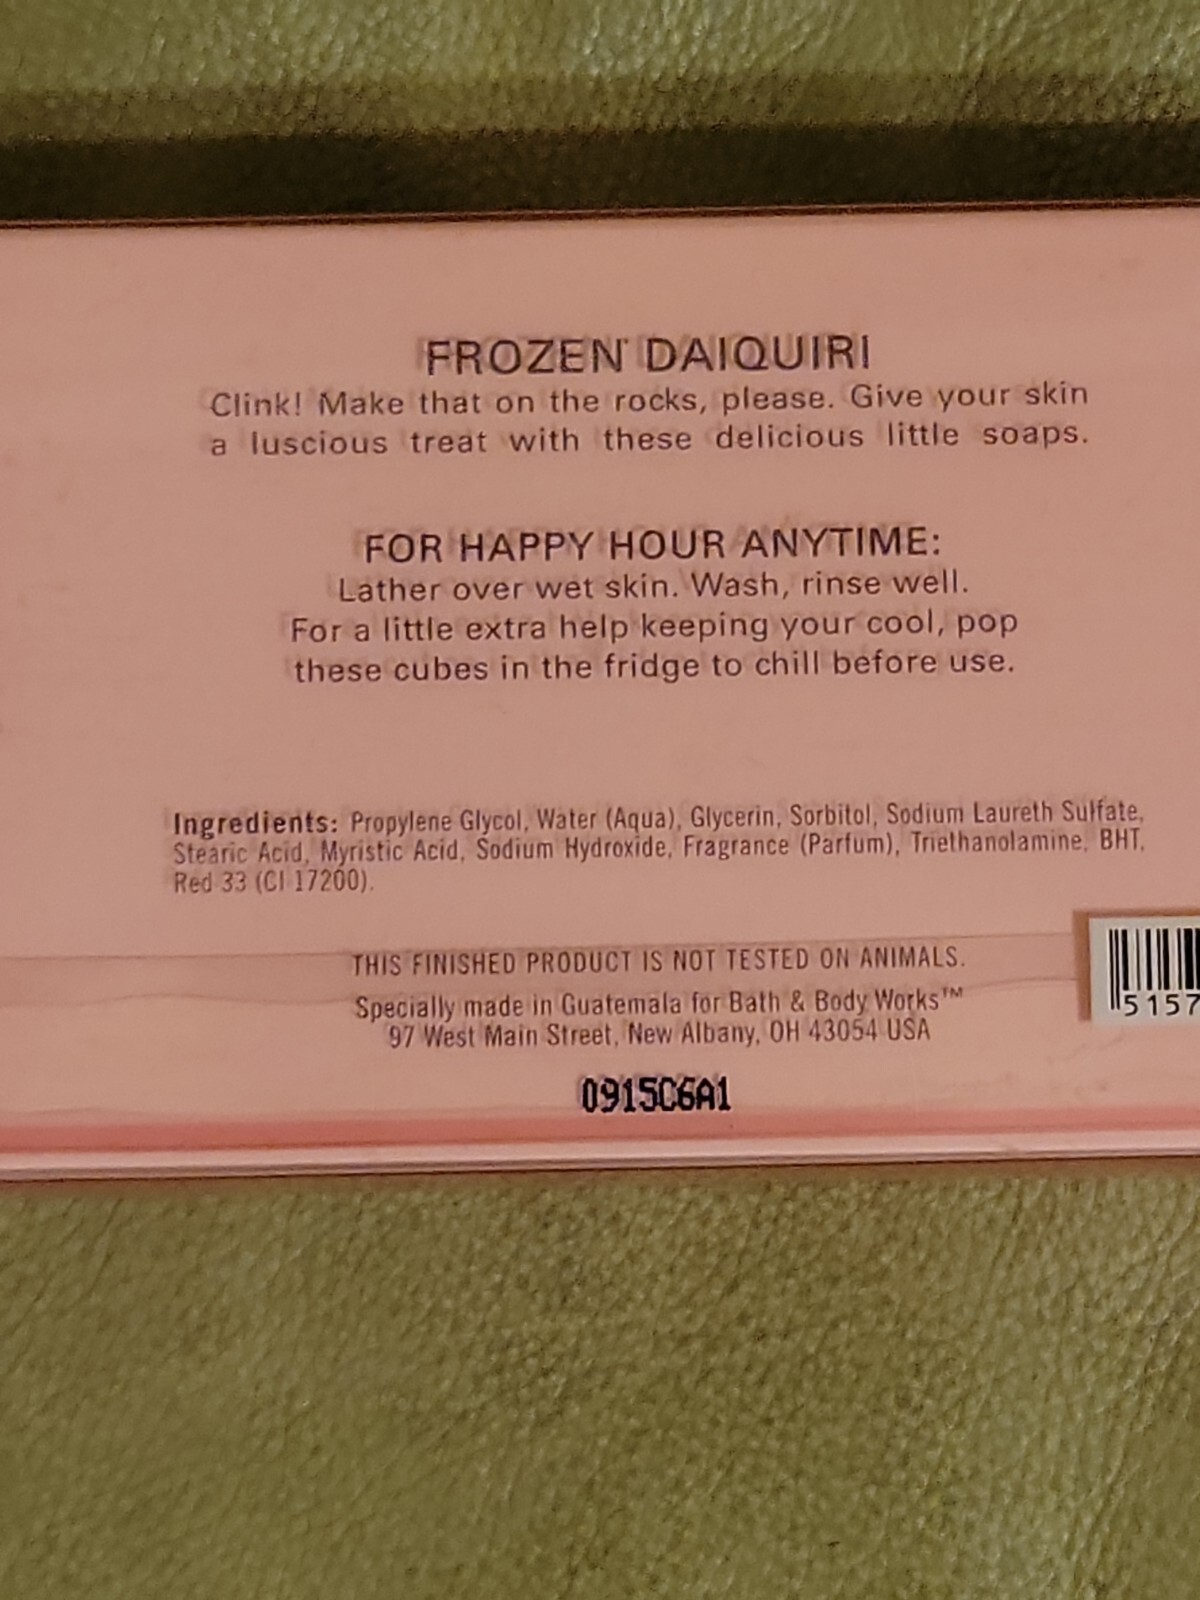 FROZEN DAIQUIRI
Clink! Make that on the rocks, please. Give your skin
a luscious treat with these delicious little soaps.
FOR HAPPY HOUR ANYTIME:
Lather over wet skin. Wash, rinse well.
For a little extra help keeping your cool, pop
these cubes in the fridge to chill before use.
Ingredients: Propylene Glycol, Water (Aqua), Glycerin, Sorbitol, Sodium Laureth Sulfate,
Stearic Acid, Myristic Acid, Sodium Hydroxide, Fragrance (Parfum), Triethanolamine, BHT,
Red 33 (CI 17200).
THIS FINISHED PRODUCT IS NOT TESTED ON ANIMALS.
Specially made in Guatemala for Bath & Body Works™
97 West Main Street, New Albany, OH 43054 USA
5157
0915C6A1